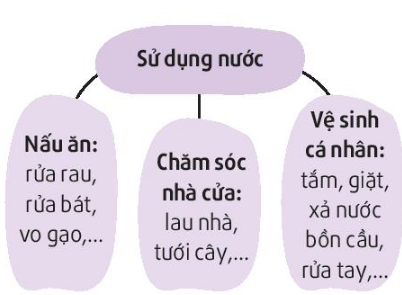 Sử dụng nước
Nấu ăn:
rửa rau,
rửa bát,
vo gạo,...
Chăm sóc
nhà cửa:
lau nhà,
tưới cây,...
Vệ sinh
cá nhân:
tắm, giặt,
xả nước
bồn cầu,
rửa tay,...